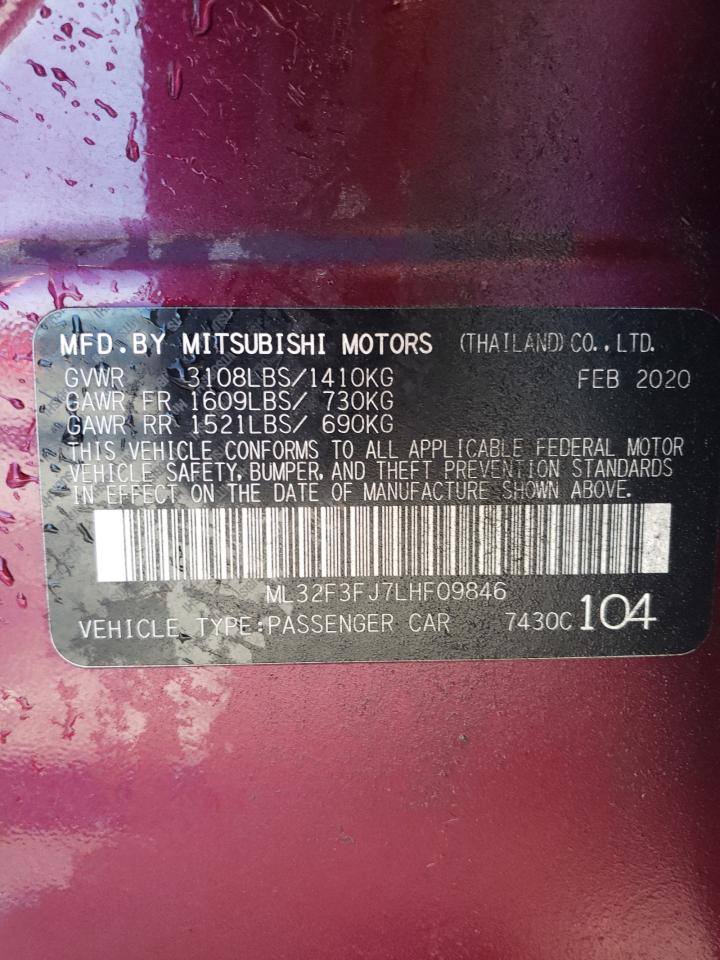 MFD.BY MITSUBISHI MOTORS (THAILAND)CO.,LTD.
GVWR 3108LBS/1410KG FEB 2020
GAWR FR 1609LBS/ 730KG
GAWR RR 1521LBS/ 690KG
THIS VEHICLE CONFORMS TO ALL APPLICABLE FEDERAL MOTOR
VEHICLE SAFETY, BUMPER, AND THEFT PREVENTION STANDARDS
IN EFFECT ON THE DATE OF MANUFACTURE SHOWN ABOVE.
ML32F3FJ7LHF09846
VEHICLE TYPE:PASSENGER CAR 7430C 104